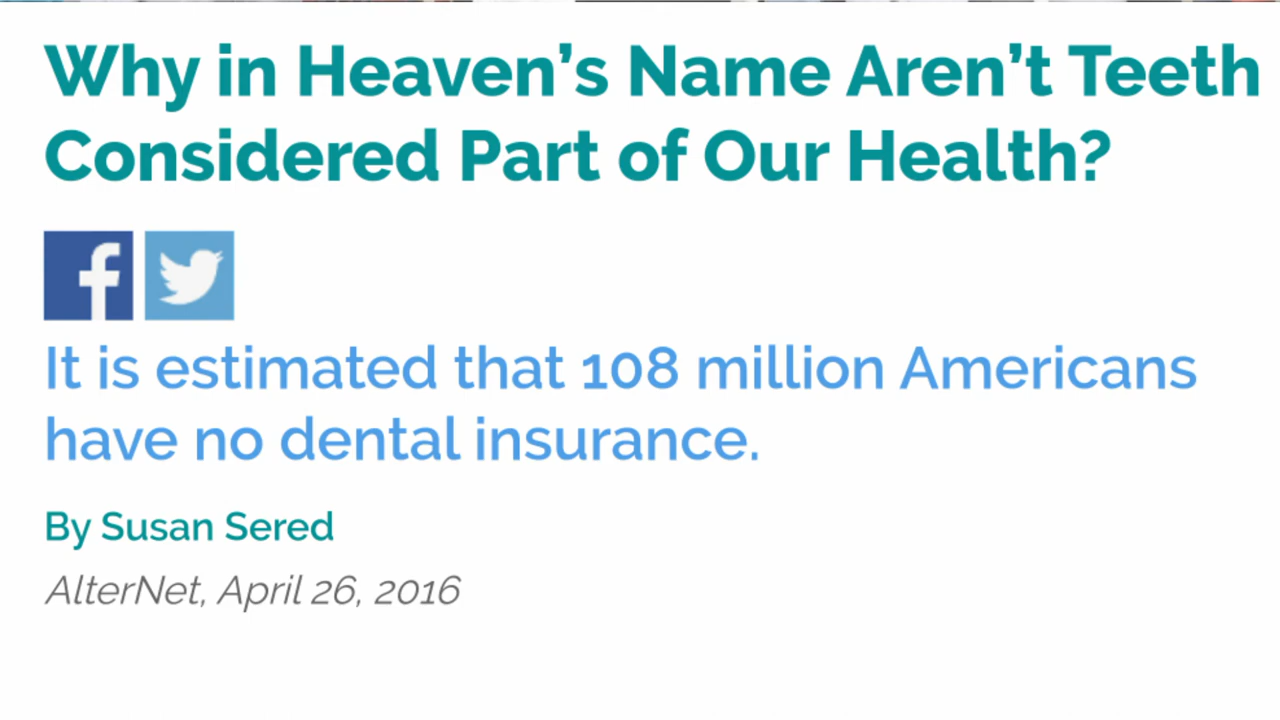 Why in Heaven’s Name Aren’t Teeth
Considered Part of Our Health?
f
It is estimated that 108 million Americans
have no dental insurance.
By Susan Sered
AlterNet, April 26, 2016